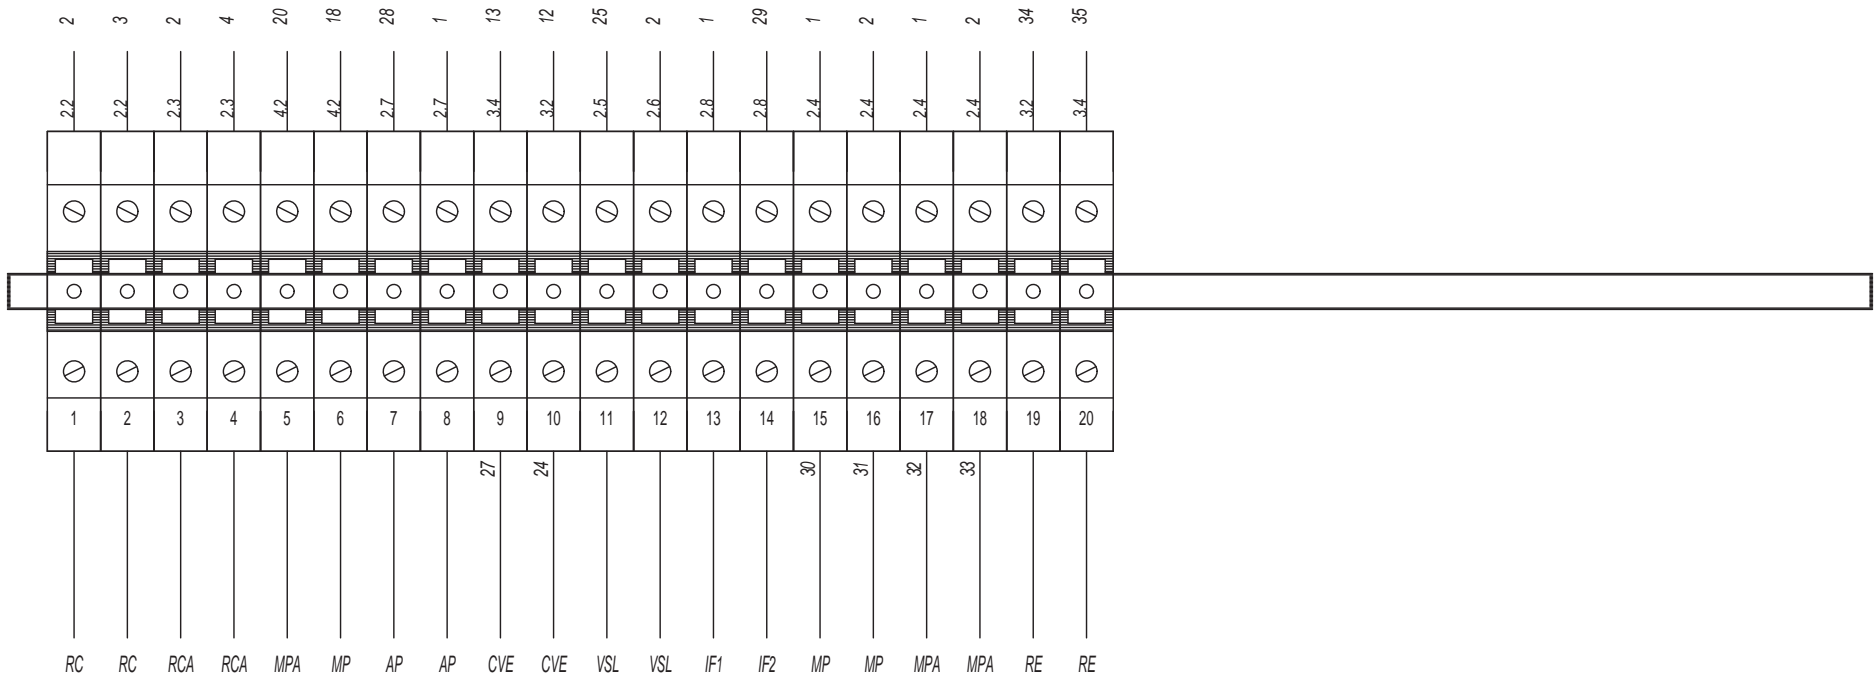 2 3 2 4 20 18 28 1 13 12 25 2 1 29 1 2 1 2 34 35
2.2 2.2 2.3 2.3 4.2 4.2 2.7 2.7 3.4 3.2 2.5 2.6 2.8 2.8 2.4 2.4 2.4 2.4 3.2 3.4
1 2 3 4 5 6 7 8 9 10 11 12 13 14 15 16 17 18 19 20
27 24 30 31 32 33
RC RC RCA RCA MPA MP AP AP CVE CVE VSL VSL IF1 IF2 MP MP MPA MPA RE RE